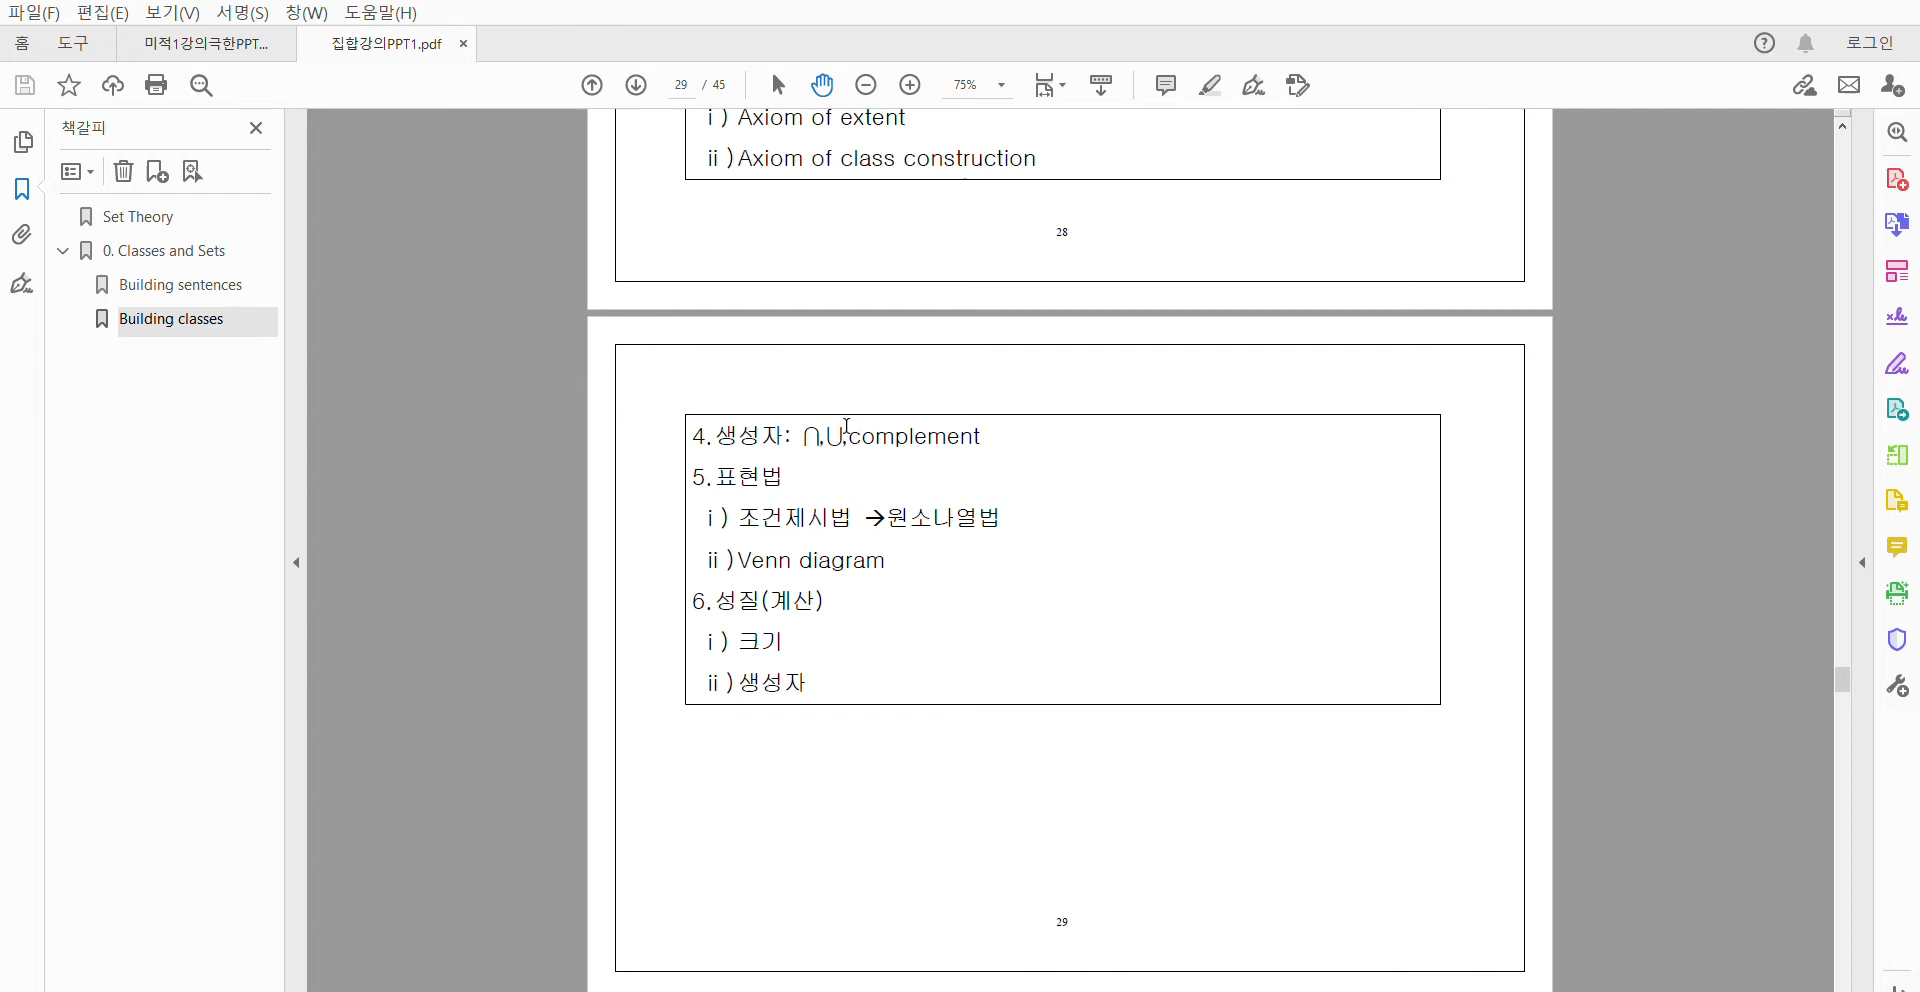 파일(F) 편집(E) 보기(V) 서명(S) 창(W) 도움말(H)
홈 도구 미적1강의극한PPT... 집합강의PPT1.pdf × 로그인
29 / 45 75%
책갈피
Set Theory
0. Classes and Sets
Building sentences
Building classes
ⅰ) Axiom of extent
ⅱ)Axiom of class construction
28
4.생성자: ∩,∪,complement
5.표현법
ⅰ) 조건제시법 →원소나열법
ⅱ)Venn diagram
6.성질(계산)
ⅰ) 크기
ⅱ)생성자
29